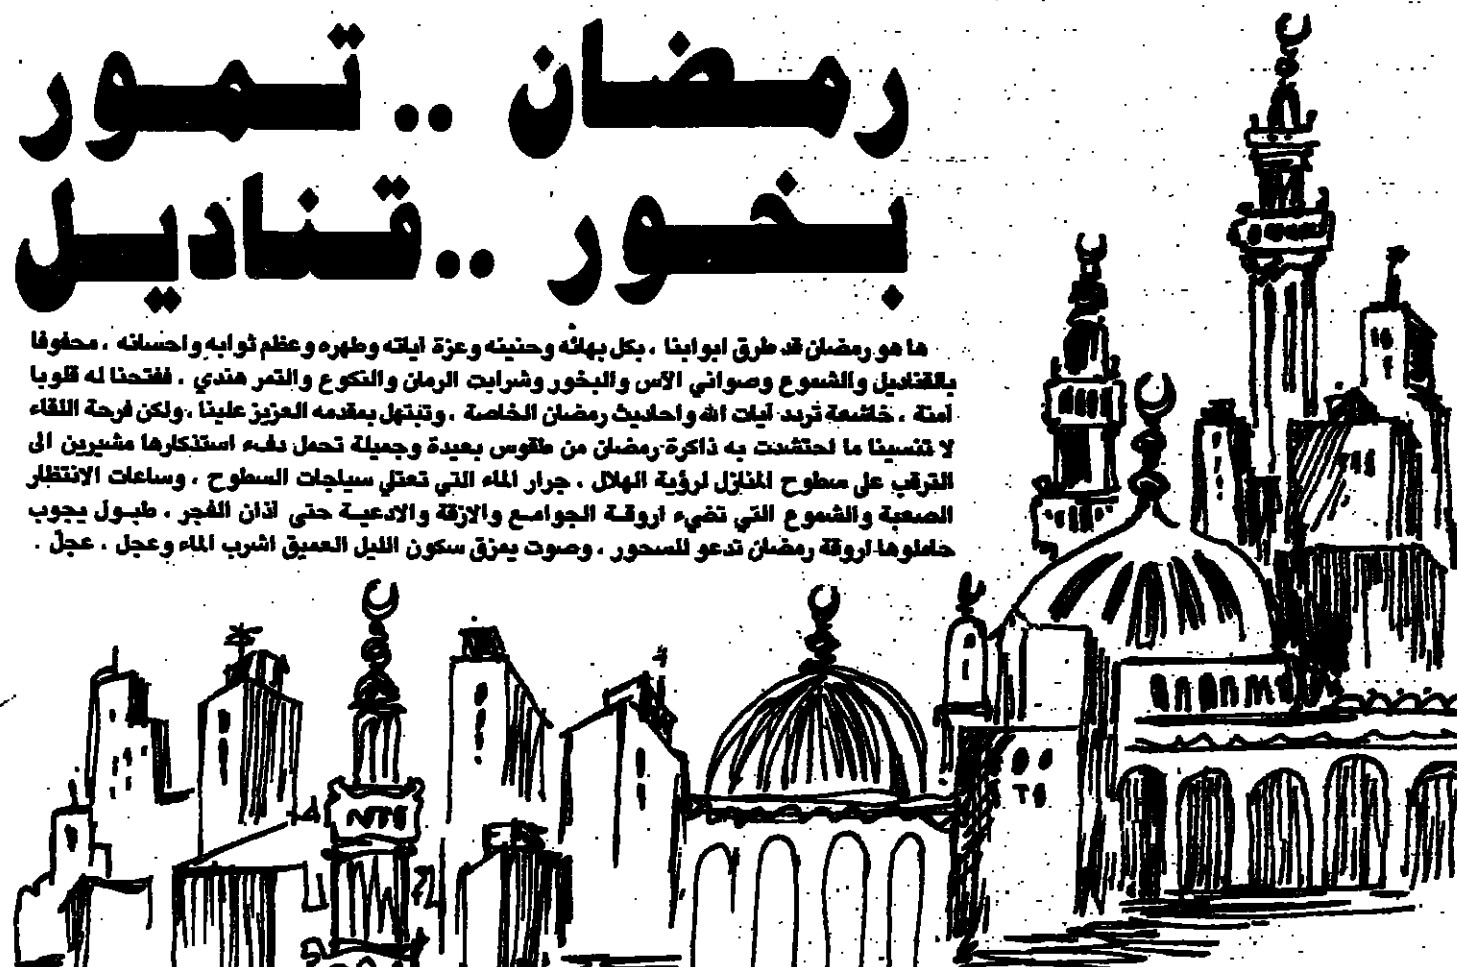 رمضان .. تمور
بخور .. قناديل
ها هو رمضان قد طرق ابوابنا ، بكل بهائه وحنينه وعزة آياته وطهره وعظم ثوابه واحسانه ، محفوفا
بالقناديل والشموع وصواني الآس والبخور وشرابت الرمان والنكوع والتمر هندي . ففتحنا له قلوبا
آمنة ، خاشعة تردد آيات الله واحاديث رمضان الخاصة ، وتبتهل بمقدمه العزيز علينا ، ولكن فرحة اللقاء
لا تنسينا ما احتشدت به ذاكرة رمضان من طقوس بعيدة وجميلة تحمل دفء استذكارها مشيرين الى
الترقب على سطوح المنازل لرؤية الهلال ، جرار الماء التي تعتلي سياجات السطوح ، وساعات الانتظار
الصعبة والشموع التي تضيء اروقة الجوامع والازقة والادعية حتى اذان الفجر . طبول يجوب
حاملوها اروقة رمضان تدعو للسحور ، وصوت يمزق سكون الليل العميق اشرب الماء وعجل . عجل .